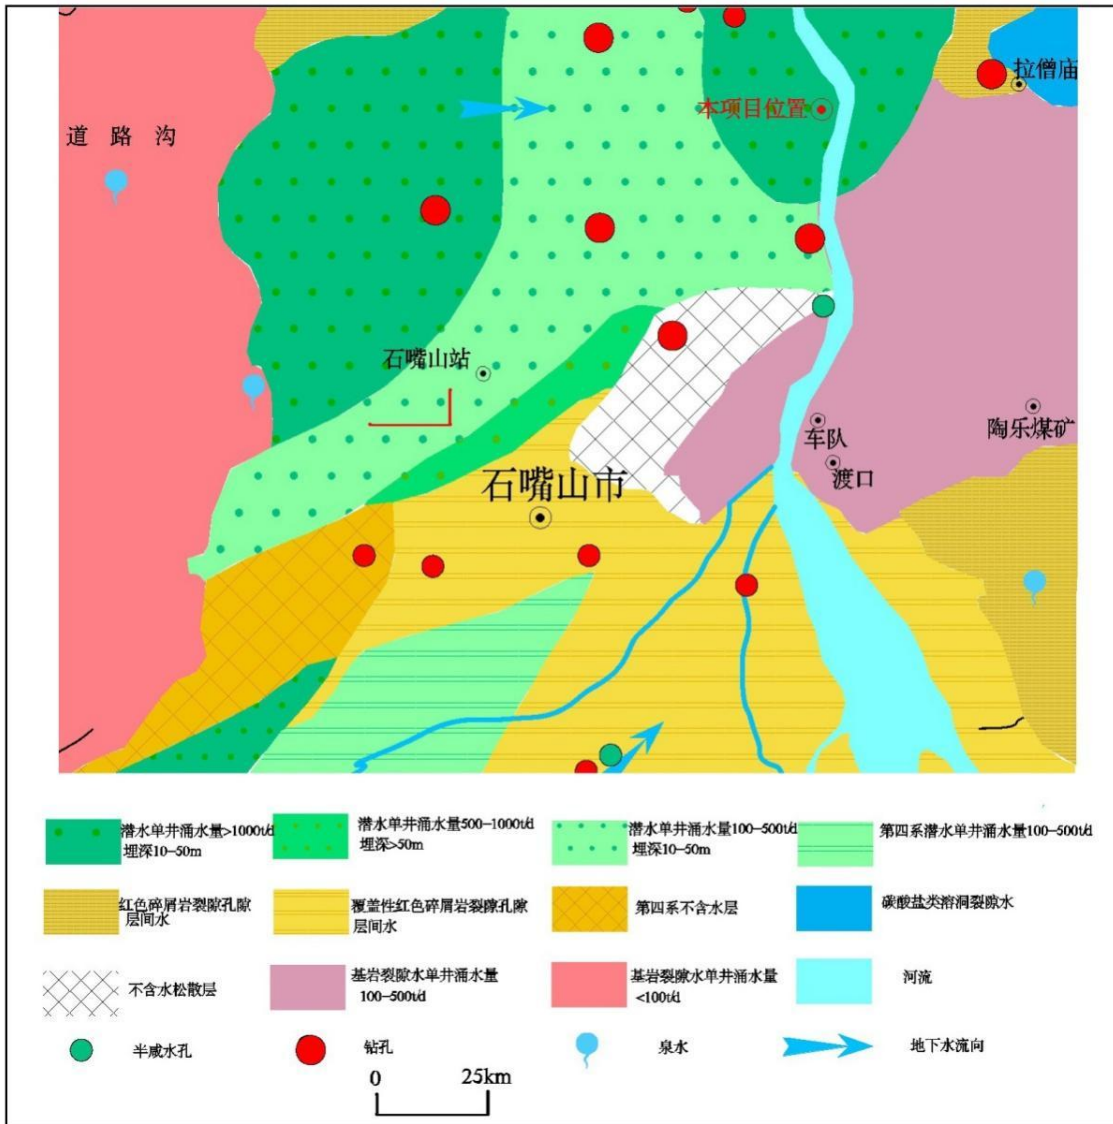 拉僧庙
本项目位置
道路沟
石嘴山站
车队
陶乐煤矿
渡口
石嘴山市
潜水单井涌水量>1000t/d
埋深10-50m
潜水单井涌水量500-1000t/d
埋深>50m
潜水单井涌水量100-500t/d
埋深10-50m
第四系潜水单井涌水量100-500t/d
红色碎屑岩裂隙孔隙
层间水
覆盖性红色碎屑岩裂隙孔隙
层间水
第四系不含水层
碳酸盐类溶洞裂隙水
不含水松散层
基岩裂隙水单井涌水量
100-500t/d
基岩裂隙水单井涌水量
<100t/d
河流
半咸水孔
钻孔
泉水
地下水流向
0 25km